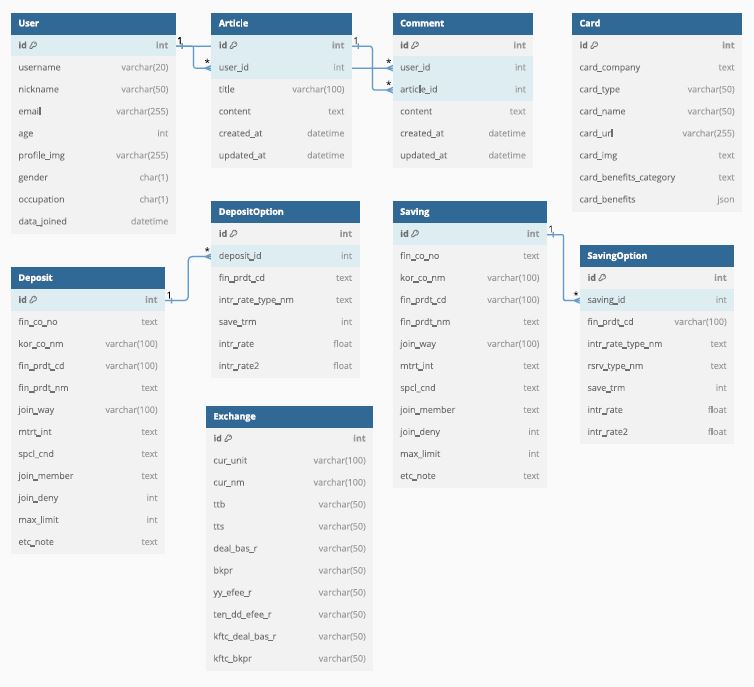 User
id int
username varchar(20)
nickname varchar(50)
email varchar(255)
age int
profile_img varchar(255)
gender char(1)
occupation char(1)
data_joined datetime
1
*
Article
id int
user_id int
title varchar(100)
content text
created_at datetime
updated_at datetime
1
*
*
Comment
id int
user_id int
article_id int
content text
created_at datetime
updated_at datetime
Card
id int
card_company text
card_type varchar(50)
card_name varchar(50)
card_url varchar(255)
card_img text
card_benefits_category text
card_benefits json
Deposit
id int
fin_co_no text
kor_co_nm varchar(100)
fin_prdt_cd varchar(100)
fin_prdt_nm text
join_way varchar(100)
mtrt_int text
spcl_cnd text
join_member text
join_deny int
max_limit int
etc_note text
1
*
DepositOption
id int
deposit_id int
fin_prdt_cd text
intr_rate_type_nm text
save_trm int
intr_rate float
intr_rate2 float
Saving
id int
fin_co_no text
kor_co_nm varchar(100)
fin_prdt_cd varchar(100)
fin_prdt_nm text
join_way varchar(100)
mtrt_int text
spcl_cnd text
join_member text
join_deny int
max_limit int
etc_note text
1
*
SavingOption
id int
saving_id int
fin_prdt_cd varchar(100)
intr_rate_type_nm text
rsrv_type_nm text
save_trm int
intr_rate float
intr_rate2 float
Exchange
id int
cur_unit varchar(100)
cur_nm varchar(100)
ttb varchar(50)
tts varchar(50)
deal_bas_r varchar(50)
bkpr varchar(50)
yy_efee_r varchar(50)
ten_dd_efee_r varchar(50)
kftc_deal_bas_r varchar(50)
kftc_bkpr varchar(50)